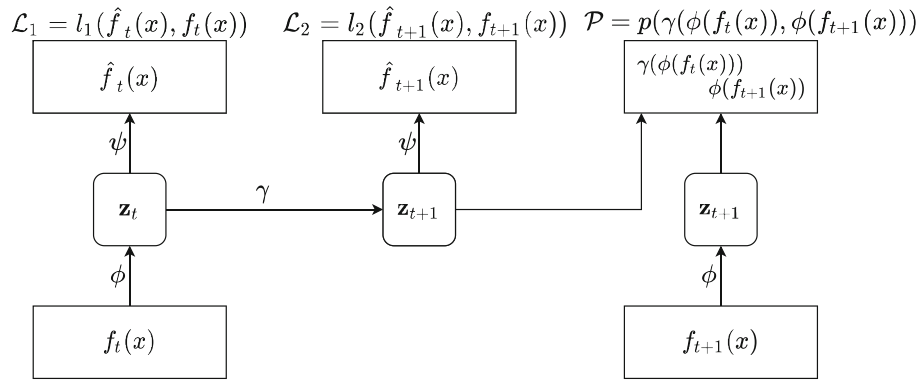 𝓛₁ = l₁(f̂ₜ(x), fₜ(x)) 𝓛₂ = l₂(f̂ₜ₊₁(x), fₜ₊₁(x)) 𝓟 = p(γ(ϕ(fₜ(x)), ϕ(fₜ₊₁(x)))
f̂ₜ(x) f̂ₜ₊₁(x) γ(ϕ(fₜ(x)))
ϕ(fₜ₊₁(x))
ψ ψ
γ
𝐳ₜ 𝐳ₜ₊₁ 𝐳ₜ₊₁
ϕ ϕ
fₜ(x) fₜ₊₁(x)